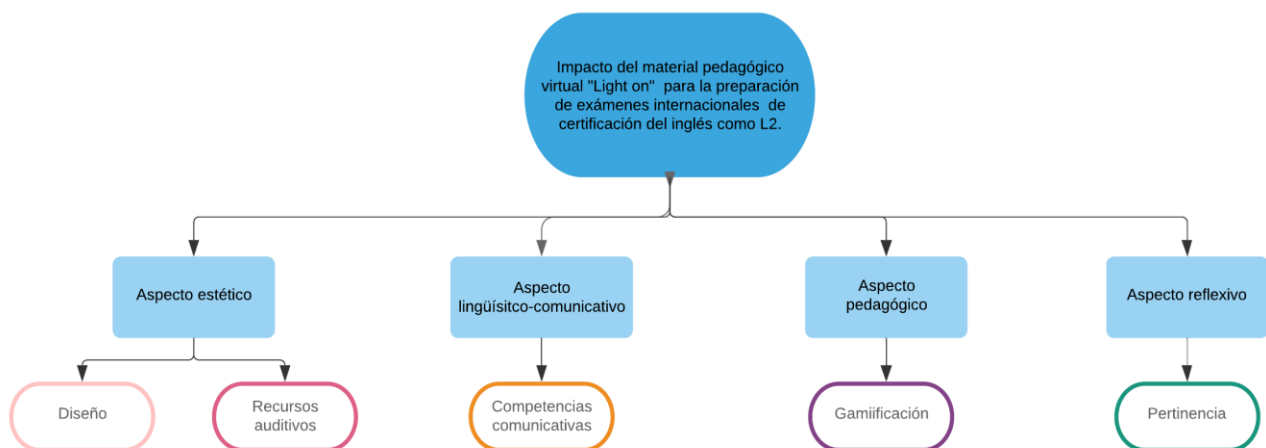 Impacto del material pedagógico
virtual "Light on" para la preparación
de exámenes internacionales de
certificación del inglés como L2.
Aspecto estético
Aspecto
lingüísitco-comunicativo
Aspecto
pedagógico
Aspecto reflexivo
Diseño
Recursos
auditivos
Competencias
comunicativas
Gamiificación
Pertinencia